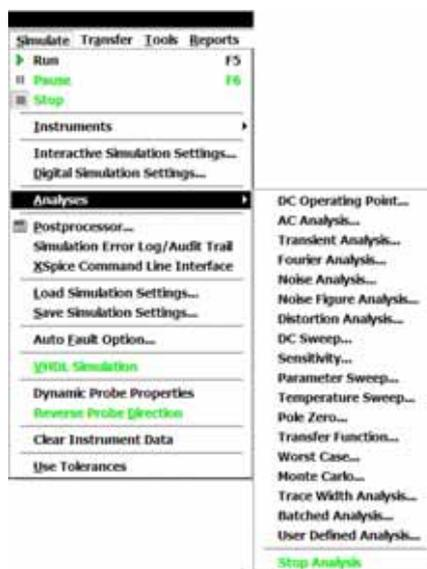 Simulate Transfer Tools Reports
Run F5
Pause F6
Stop
Instruments
Interactive Simulation Settings...
Digital Simulation Settings...
Analyses
Postprocessor...
Simulation Error Log/Audit Trail
XSpice Command Line Interface
Load Simulation Settings...
Save Simulation Settings...
Auto Fault Option...
VHDL Simulation
Dynamic Probe Properties
Reverse Probe Direction
Clear Instrument Data
Use Tolerances
DC Operating Point...
AC Analysis...
Transient Analysis...
Fourier Analysis...
Noise Analysis...
Noise Figure Analysis...
Distortion Analysis...
DC Sweep...
Sensitivity...
Parameter Sweep...
Temperature Sweep...
Pole Zero...
Transfer Function...
Worst Case...
Monte Carlo...
Trace Width Analysis...
Batched Analysis...
User Defined Analysis...
Stop Analysis